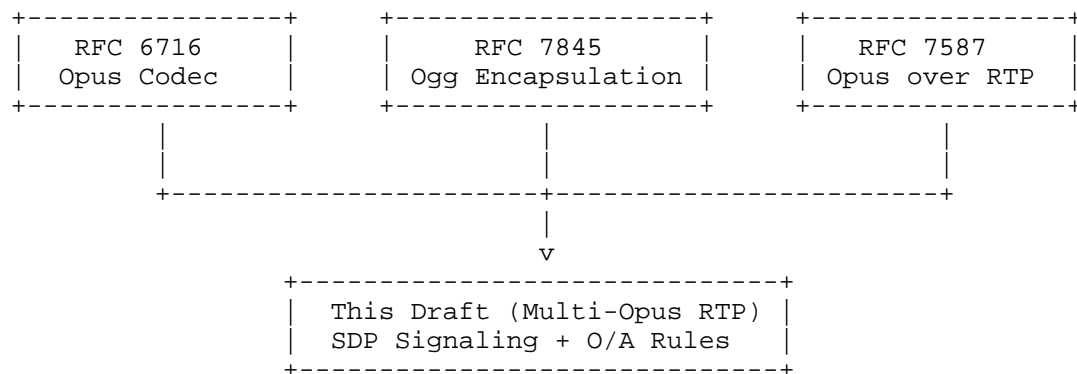 RFC 6716
Opus Codec
RFC 7845
Ogg Encapsulation
RFC 7587
Opus over RTP
v
This Draft (Multi-Opus RTP)
SDP Signaling + O/A Rules